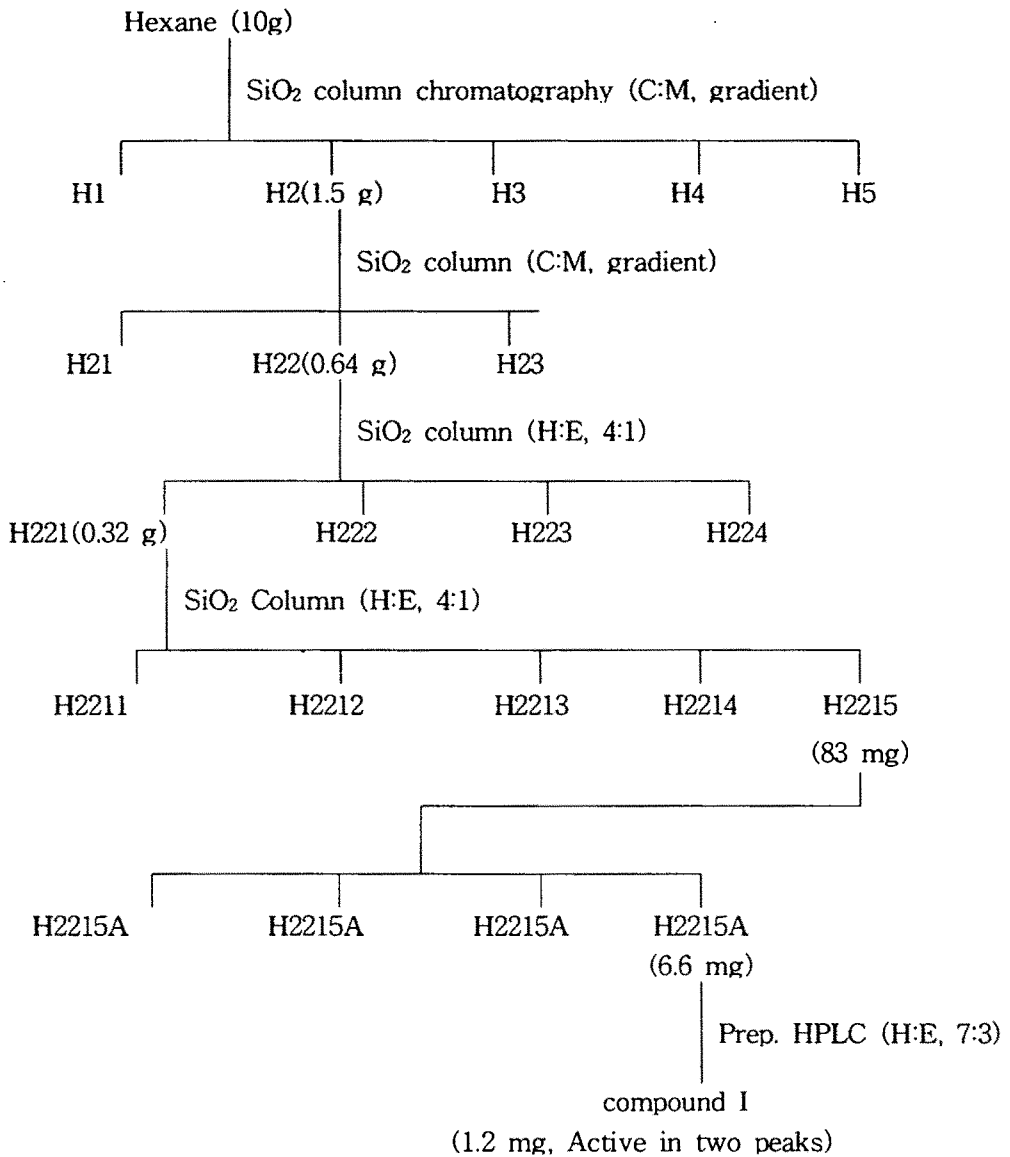 Hexane (10g)
SiO₂ column chromatography (C:M, gradient)
H1 H2(1.5 g) H3 H4 H5
SiO₂ column (C:M, gradient)
H21 H22(0.64 g) H23
SiO₂ column (H:E, 4:1)
H221(0.32 g) H222 H223 H224
SiO₂ Column (H:E, 4:1)
H2211 H2212 H2213 H2214 H2215
(83 mg)
H2215A H2215A H2215A H2215A
(6.6 mg)
Prep. HPLC (H:E, 7:3)
compound I
(1.2 mg, Active in two peaks)